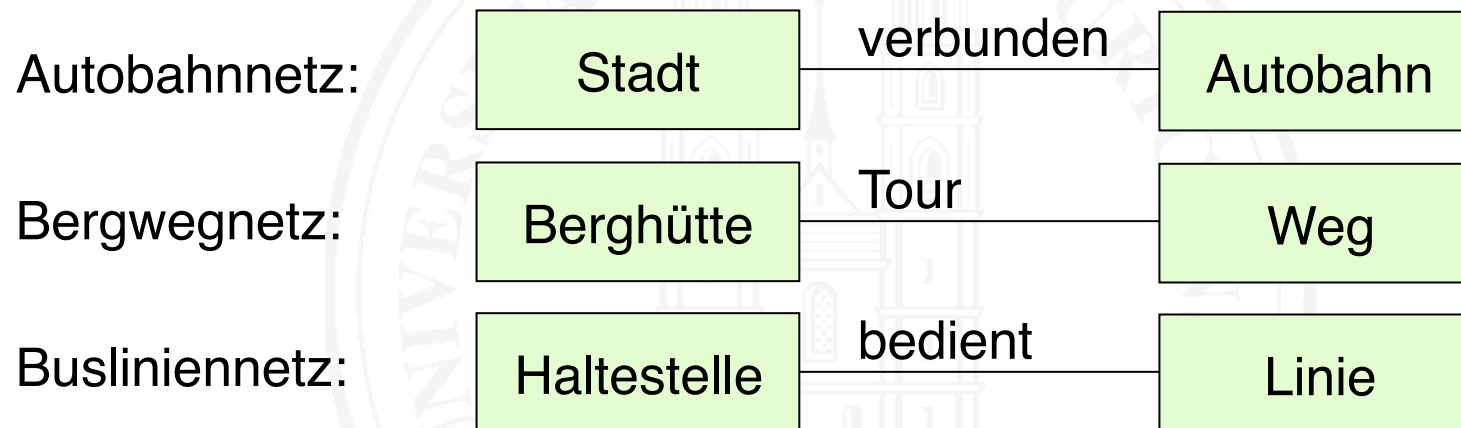 Autobahnnetz: Stadt verbunden Autobahn
Bergwegnetz: Berghütte Tour Weg
Busliniennetz: Haltestelle bedient Linie